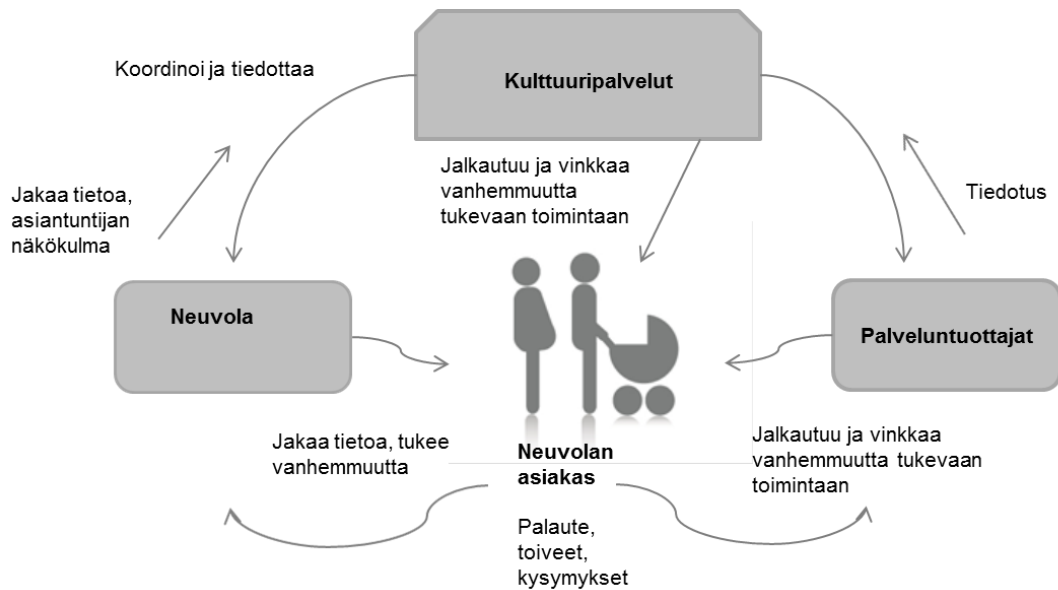 Kulttuuripalvelut
Koordinoi ja tiedottaa
Jalkautuu ja vinkkaa
vanhemmuutta
tukevaan toimintaan
Jakaa tietoa,
asiantuntijan
näkökulma
Tiedotus
Neuvola
Palveluntuottajat
Jakaa tietoa, tukee
vanhemmuutta
Neuvolan
asiakas
Jalkautuu ja vinkkaa
vanhemmuutta tukevaan
toimintaan
Palaute,
toiveet,
kysymykset